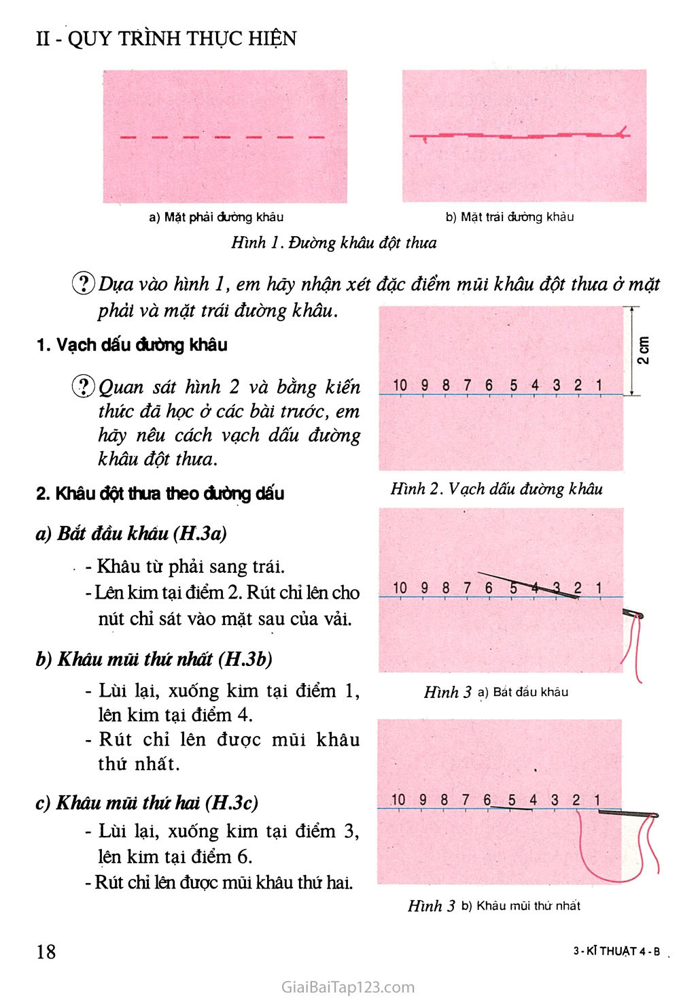 II - QUY TRÌNH THỰC HIỆN
a) Mặt phải đường khâu
b) Mặt trái đường khâu
Hình 1. Đường khâu đột thưa
? Dựa vào hình 1, em hãy nhận xét đặc điểm mũi khâu đột thưa ở mặt
phải và mặt trái đường khâu.
1. Vạch dấu đường khâu
? Quan sát hình 2 và bằng kiến
thức đã học ở các bài trước, em
hãy nêu cách vạch dấu đường
khâu đột thưa.
2 cm
10 9 8 7 6 5 4 3 2 1
Hình 2. Vạch dấu đường khâu
2. Khâu đột thưa theo đường dấu
a) Bắt đầu khâu (H.3a)
- Khâu từ phải sang trái.
- Lên kim tại điểm 2. Rút chỉ lên cho
nút chỉ sát vào mặt sau của vải.
10 9 8 7 6 5 4 3 2 1
Hình 3 a) Bắt đầu khâu
b) Khâu mũi thứ nhất (H.3b)
- Lùi lại, xuống kim tại điểm 1,
lên kim tại điểm 4.
- Rút chỉ lên được mũi khâu
thứ nhất.
c) Khâu mũi thứ hai (H.3c)
- Lùi lại, xuống kim tại điểm 3,
lên kim tại điểm 6.
- Rút chỉ lên được mũi khâu thứ hai.
10 9 8 7 6 5 4 3 2 1
Hình 3 b) Khâu mũi thứ nhất
18
3 - KĨ THUẬT 4 - B
GiaiBaiTap123.com